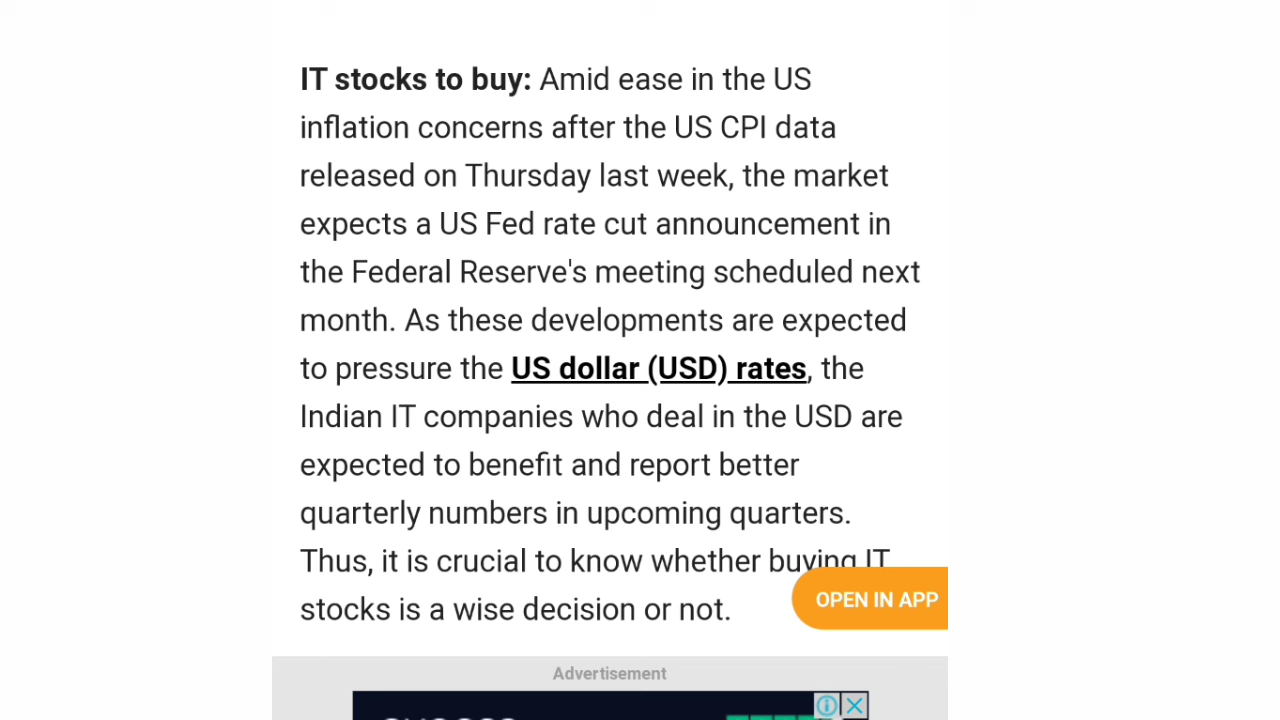 IT stocks to buy: Amid ease in the US
inflation concerns after the US CPI data
released on Thursday last week, the market
expects a US Fed rate cut announcement in
the Federal Reserve's meeting scheduled next
month. As these developments are expected
to pressure the US dollar (USD) rates, the
Indian IT companies who deal in the USD are
expected to benefit and report better
quarterly numbers in upcoming quarters.
Thus, it is crucial to know whether buying IT
stocks is a wise decision or not.
OPEN IN APP
Advertisement